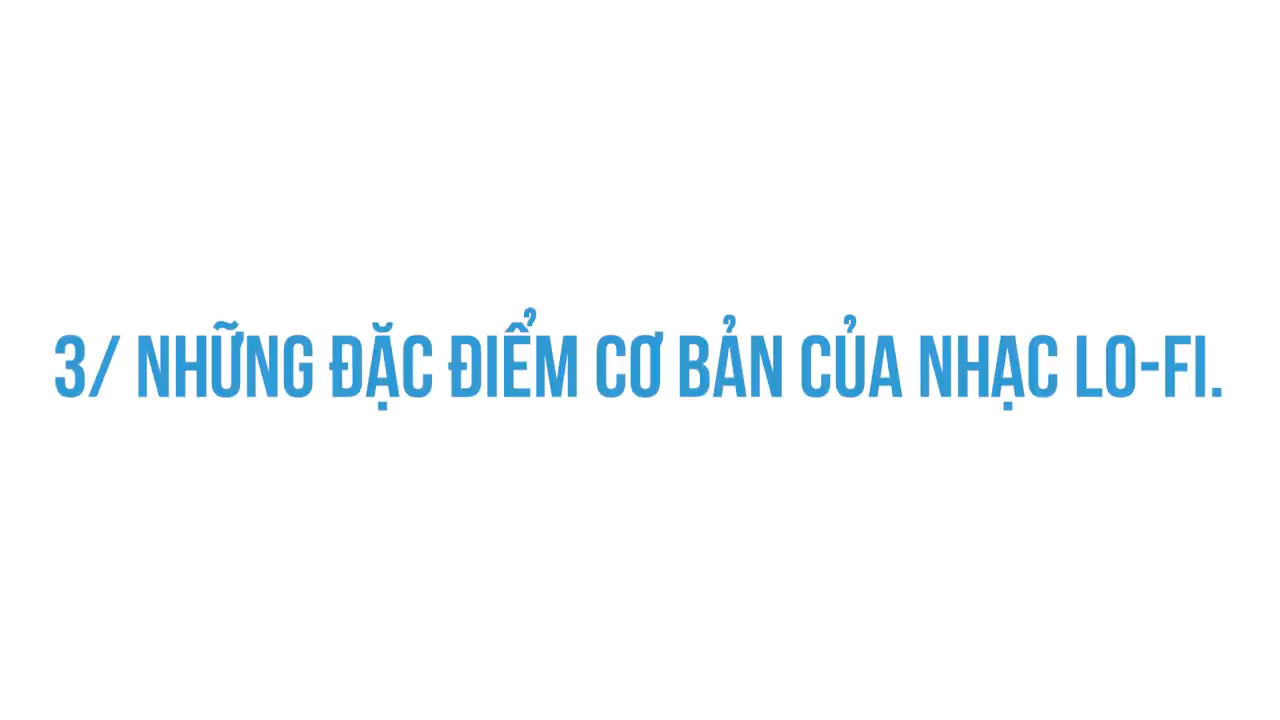 3/ NHỮNG ĐẶC ĐIỂM CƠ BẢN CỦA NHẠC LO-FI.